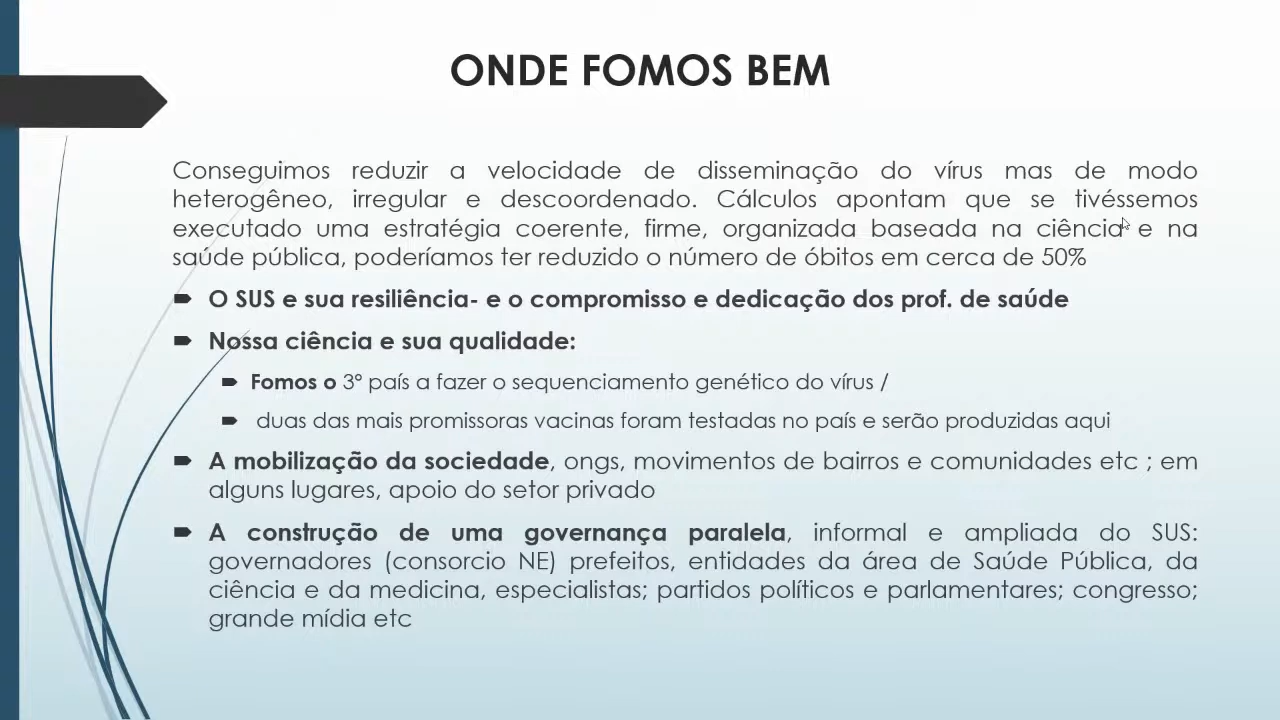 ONDE FOMOS BEM
Conseguimos reduzir a velocidade de disseminação do vírus mas de modo
heterogêneo, irregular e descoordenado. Cálculos apontam que se tivéssemos
executado uma estratégia coerente, firme, organizada baseada na ciência e na
saúde pública, poderíamos ter reduzido o número de óbitos em cerca de 50%
O SUS e sua resiliência- e o compromisso e dedicação dos prof. de saúde
Nossa ciência e sua qualidade:
Fomos o 3º país a fazer o sequenciamento genético do vírus /
duas das mais promissoras vacinas foram testadas no país e serão produzidas aqui
A mobilização da sociedade, ongs, movimentos de bairros e comunidades etc ; em
alguns lugares, apoio do setor privado
A construção de uma governança paralela, informal e ampliada do SUS:
governadores (consorcio NE) prefeitos, entidades da área de Saúde Pública, da
ciência e da medicina, especialistas; partidos políticos e parlamentares; congresso;
grande mídia etc